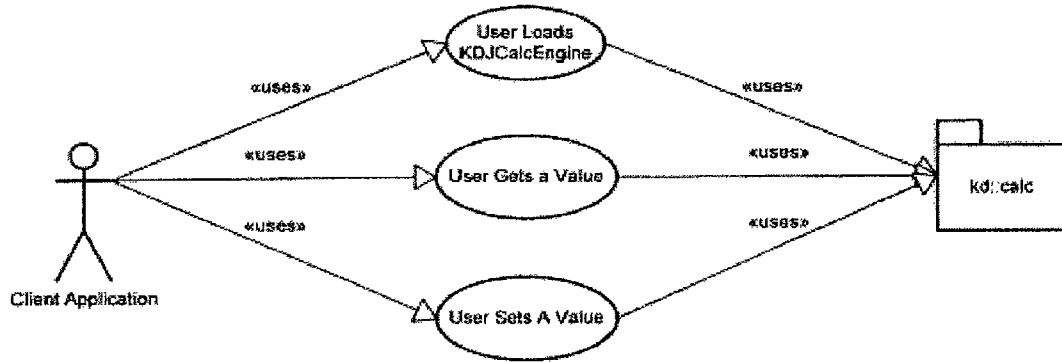 User Loads
KDJCalcEngine
«uses»
«uses»
«uses»
User Gets a Value
«uses»
«uses»
kd::calc
«uses»
«uses»
Client Application
User Sets A Value